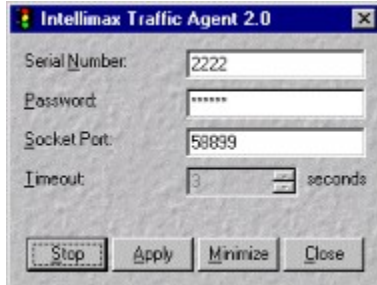 Intellimax Traffic Agent 2.0
Serial Number: 2222
Password: ******
Socket Port: 58899
Timeout: 3 seconds
Stop Apply Minimize Close